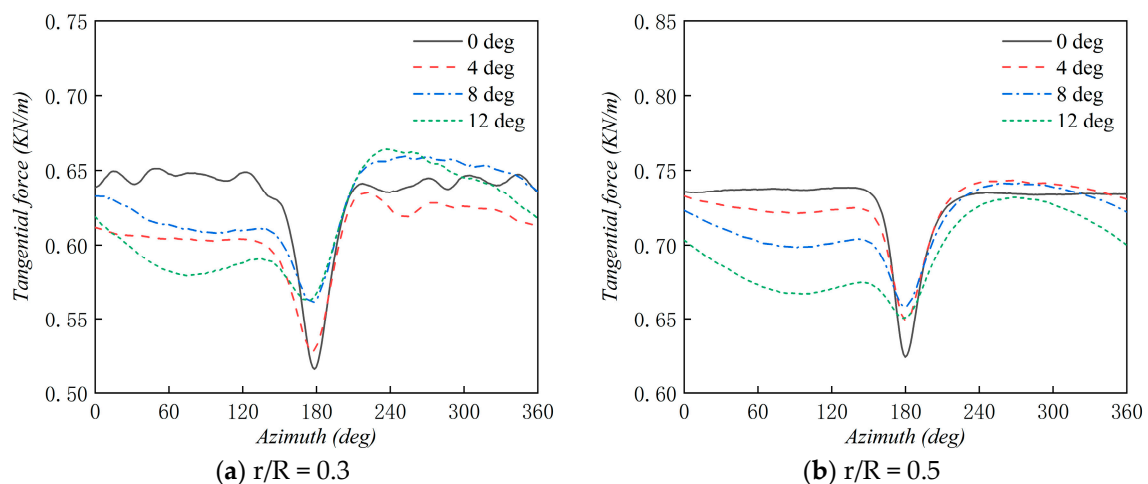 0.75
0.70
0.65
0.60
0.55
0.50
Tangential force (KN/m)
0 deg
4 deg
8 deg
12 deg
0 60 120 180 240 300 360
Azimuth (deg)
(a) r/R = 0.3
0.85
0.80
0.75
0.70
0.65
0.60
Tangential force (KN/m)
0 deg
4 deg
8 deg
12 deg
0 60 120 180 240 300 360
Azimuth (deg)
(b) r/R = 0.5